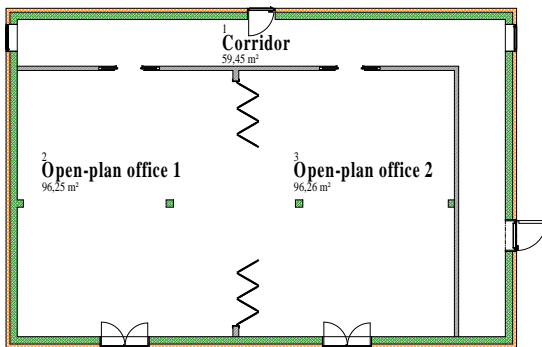 1
Corridor
59,45 m²
2
Open-plan office 1
96,25 m²
3
Open-plan office 2
96,26 m²